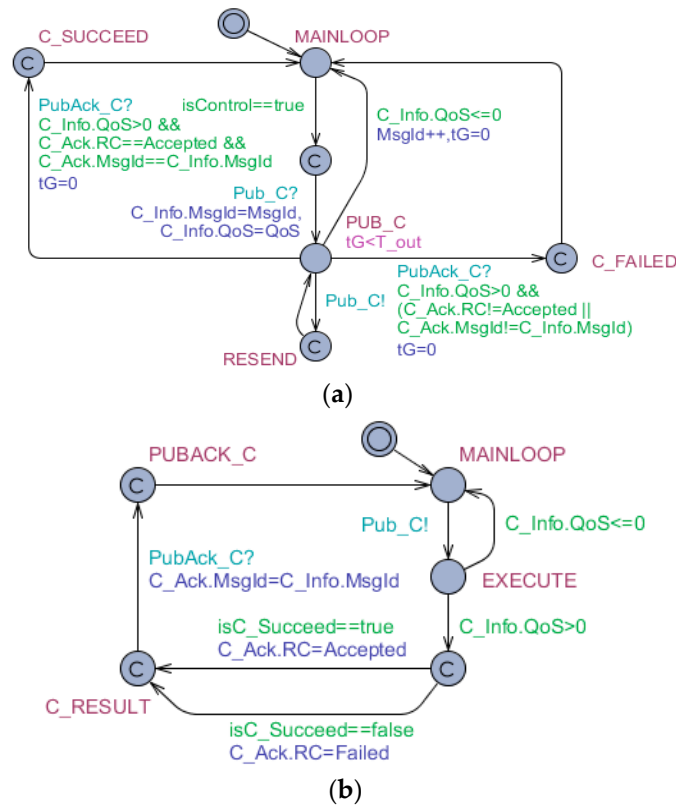 C_SUCCEED
MAINLOOP
C
PubAck_C?
C_Info.QoS>0 &&
C_Ack.RC==Accepted &&
C_Ack.MsgId==C_Info.MsgId
tG=0
isControl==true
C
C_Info.QoS<=0
MsgId++,tG=0
Pub_C?
C_Info.MsgId=MsgId,
C_Info.QoS=QoS
PUB_C
tG<T_out
C
C_FAILED
Pub_C!
PubAck_C?
C_Info.QoS>0 &&
(C_Ack.RC!=Accepted ||
C_Ack.MsgId!=C_Info.MsgId)
tG=0
C
RESEND
(a)
PUBACK_C
MAINLOOP
C
Pub_C!
C_Info.QoS<=0
PubAck_C?
C_Ack.MsgId=C_Info.MsgId
EXECUTE
isC_Succeed==true
C_Ack.RC=Accepted
C_Info.QoS>0
C
C
C_RESULT
isC_Succeed==false
C_Ack.RC=Failed
(b)